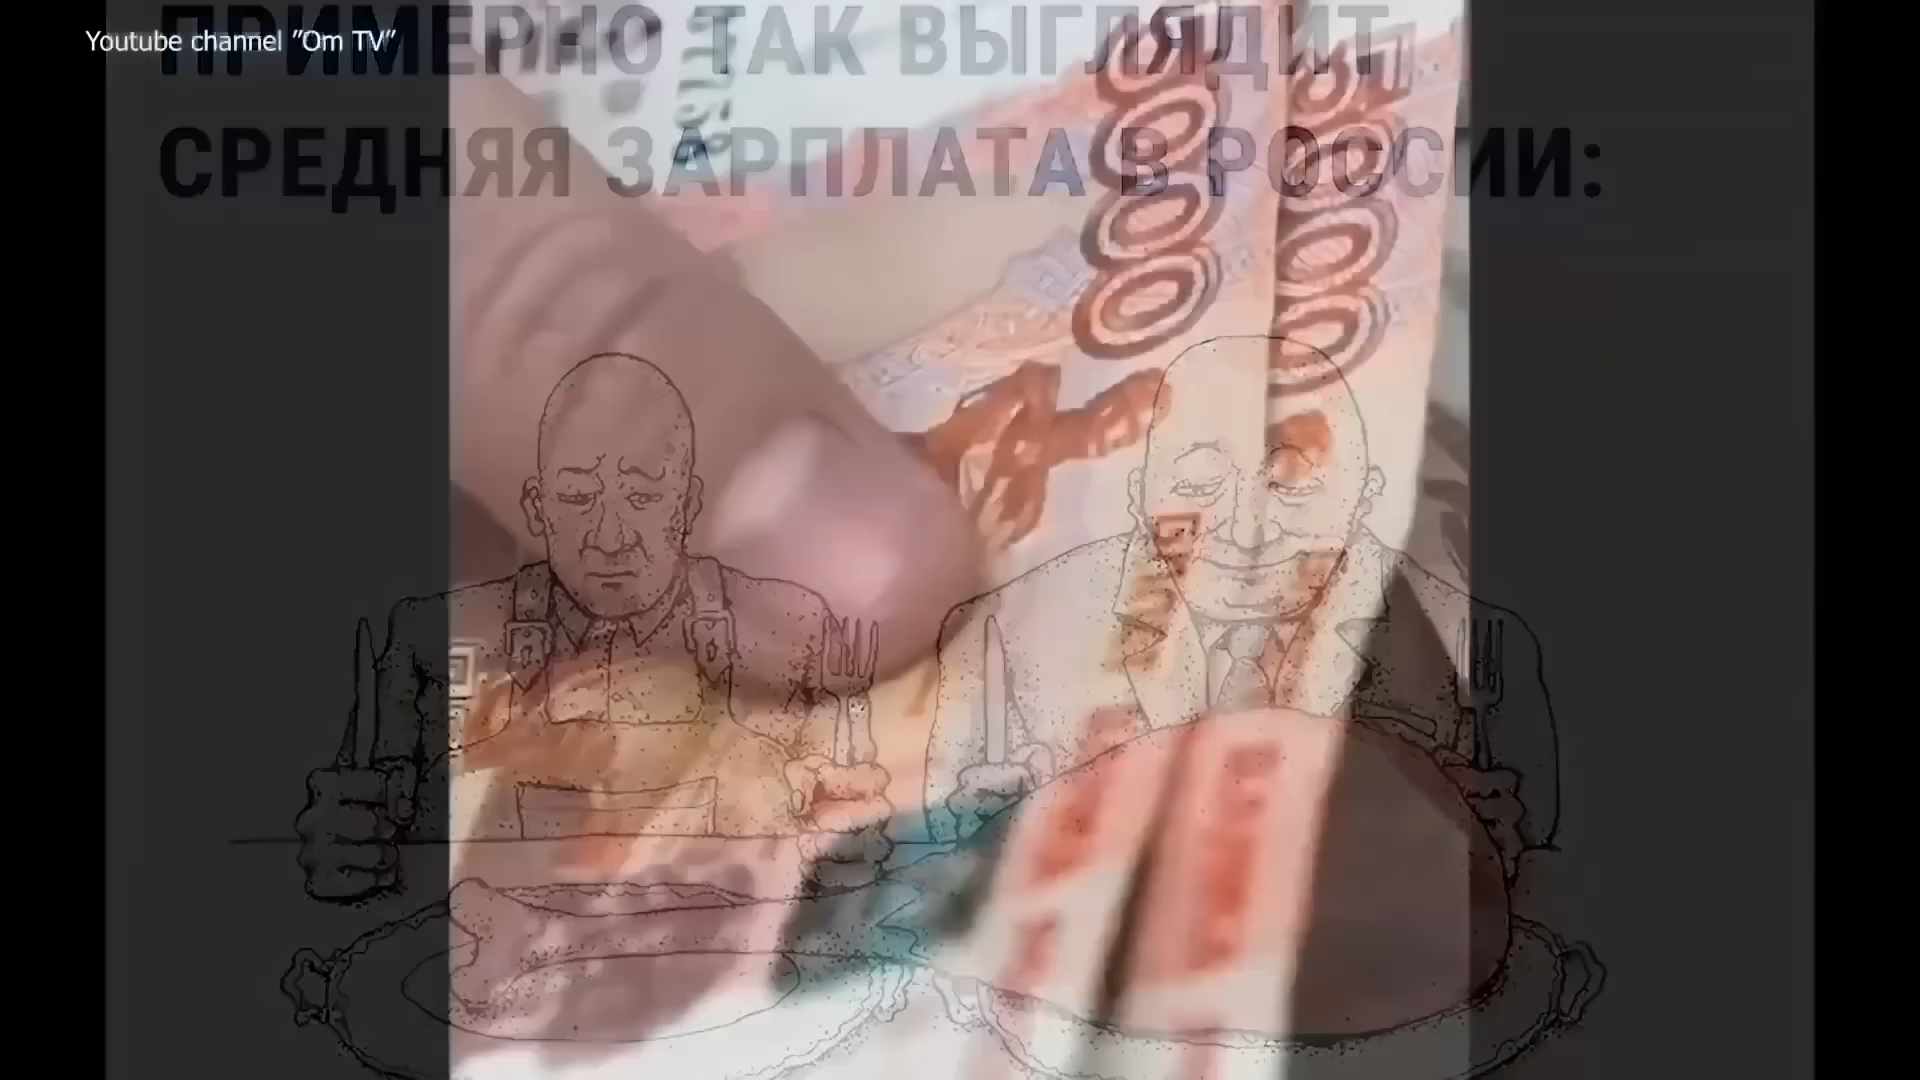 Youtube channel "Om TV"
ПРИМЕРНО ТАК ВЫГЛЯДИТ
СРЕДНЯЯ ЗАРПЛАТА В РОССИИ: